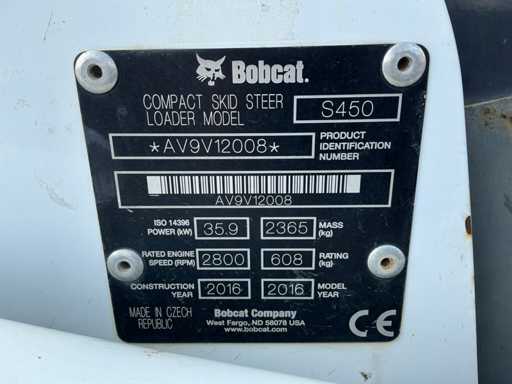 Bobcat.
COMPACT SKID STEER
LOADER MODEL
S450
*AV9V12008*
PRODUCT
IDENTIFICATION
NUMBER
AV9V12008
ISO 14396
POWER (kW)
35.9
2365
MASS
(kg)
RATED ENGINE
SPEED (RPM)
2800
608
RATING
(kg)
CONSTRUCTION
YEAR
2016
2016
MODEL
YEAR
MADE IN CZECH
REPUBLIC
Bobcat Company
West Fargo, ND 58078 USA
www.bobcat.com
CE